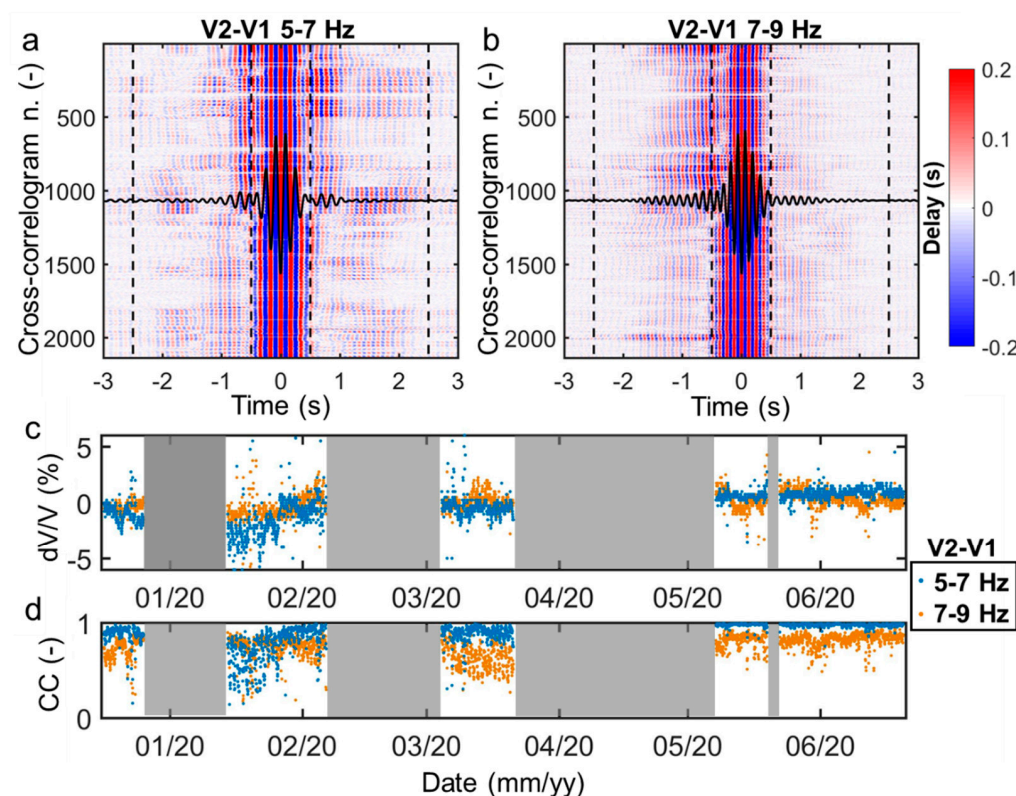 a
V2-V1 5-7 Hz
b
V2-V1 7-9 Hz
Cross-correlogram n. (-)
500
1000
1500
2000
-3 -2 -1 0 1 2 3
Time (s)
Cross-correlogram n. (-)
500
1000
1500
2000
-3 -2 -1 0 1 2 3
Time (s)
0.2
0.1
0
-0.1
-0.2
Delay (s)
c
dV/V (%)
5
0
-5
01/20 02/20 03/20 04/20 05/20 06/20
V2-V1
5-7 Hz
7-9 Hz
d
CC (-)
1
0
01/20 02/20 03/20 04/20 05/20 06/20
Date (mm/yy)